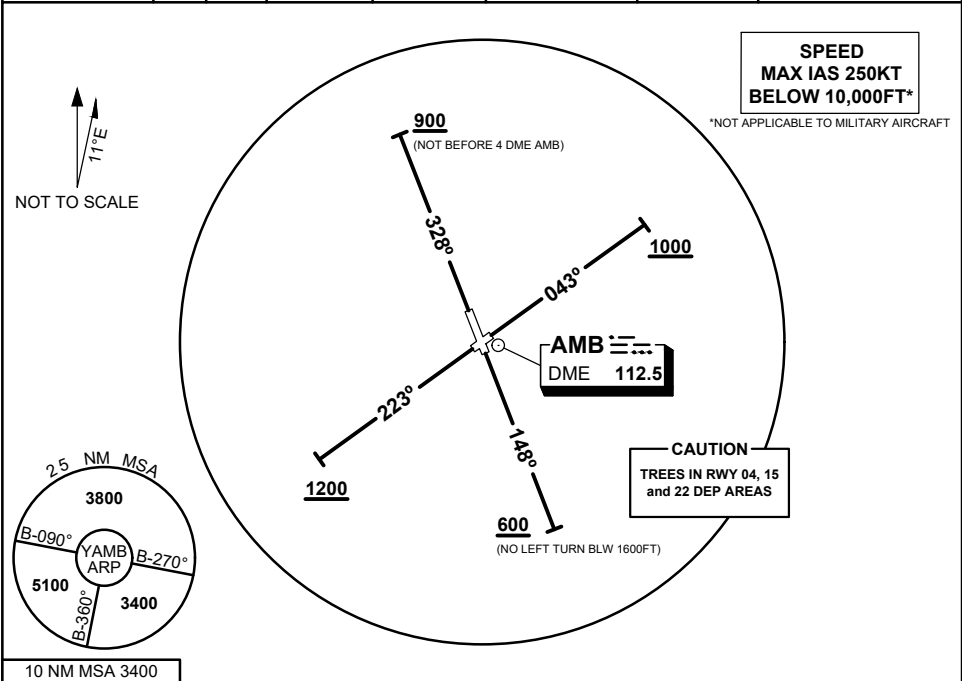 SPEED
MAX IAS 250KT
BELOW 10,000FT*
*NOT APPLICABLE TO MILITARY AIRCRAFT
11°E
NOT TO SCALE
900
(NOT BEFORE 4 DME AMB)
328°
1000
043°
AMB
DME 112.5
223°
148°
1200
600
(NO LEFT TURN BLW 1600FT)
CAUTION
TREES IN RWY 04, 15
and 22 DEP AREAS
25 NM MSA
3800
B-090°
YAMB
ARP
B-270°
5100
B-360°
3400
10 NM MSA 3400